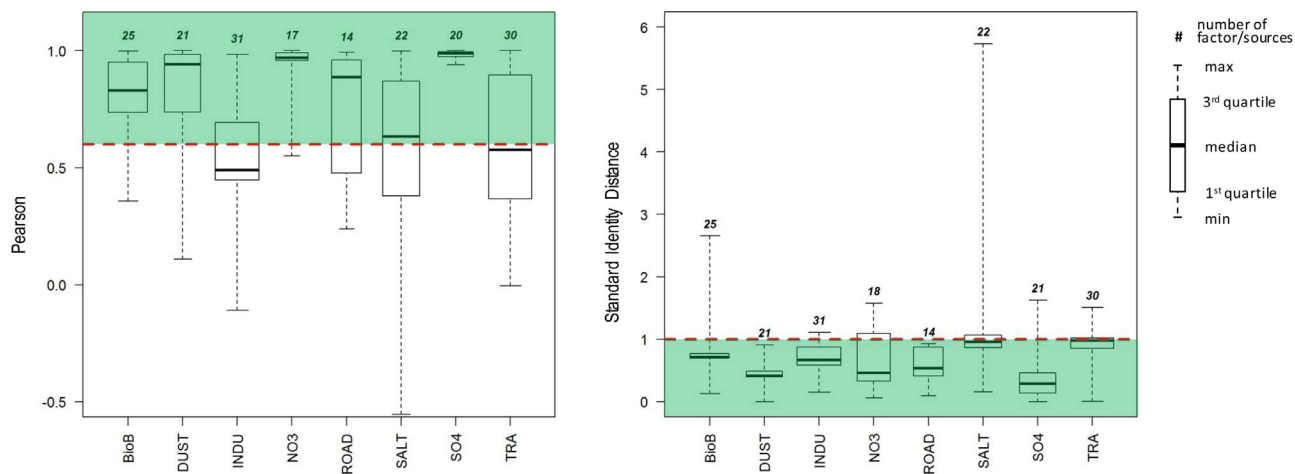 25 21 31 17 14 22 20 30
1.0
0.5
0.0
-0.5
Pearson
BioB DUST INDU NO3 ROAD SALT SO4 TRA
6
5
4
3
2
1
0
Standard Identity Distance
25 21 31 18 14 22 21 30
BioB DUST INDU NO3 ROAD SALT SO4 TRA
number of
# factor/sources
max
3rd quartile
median
1st quartile
min